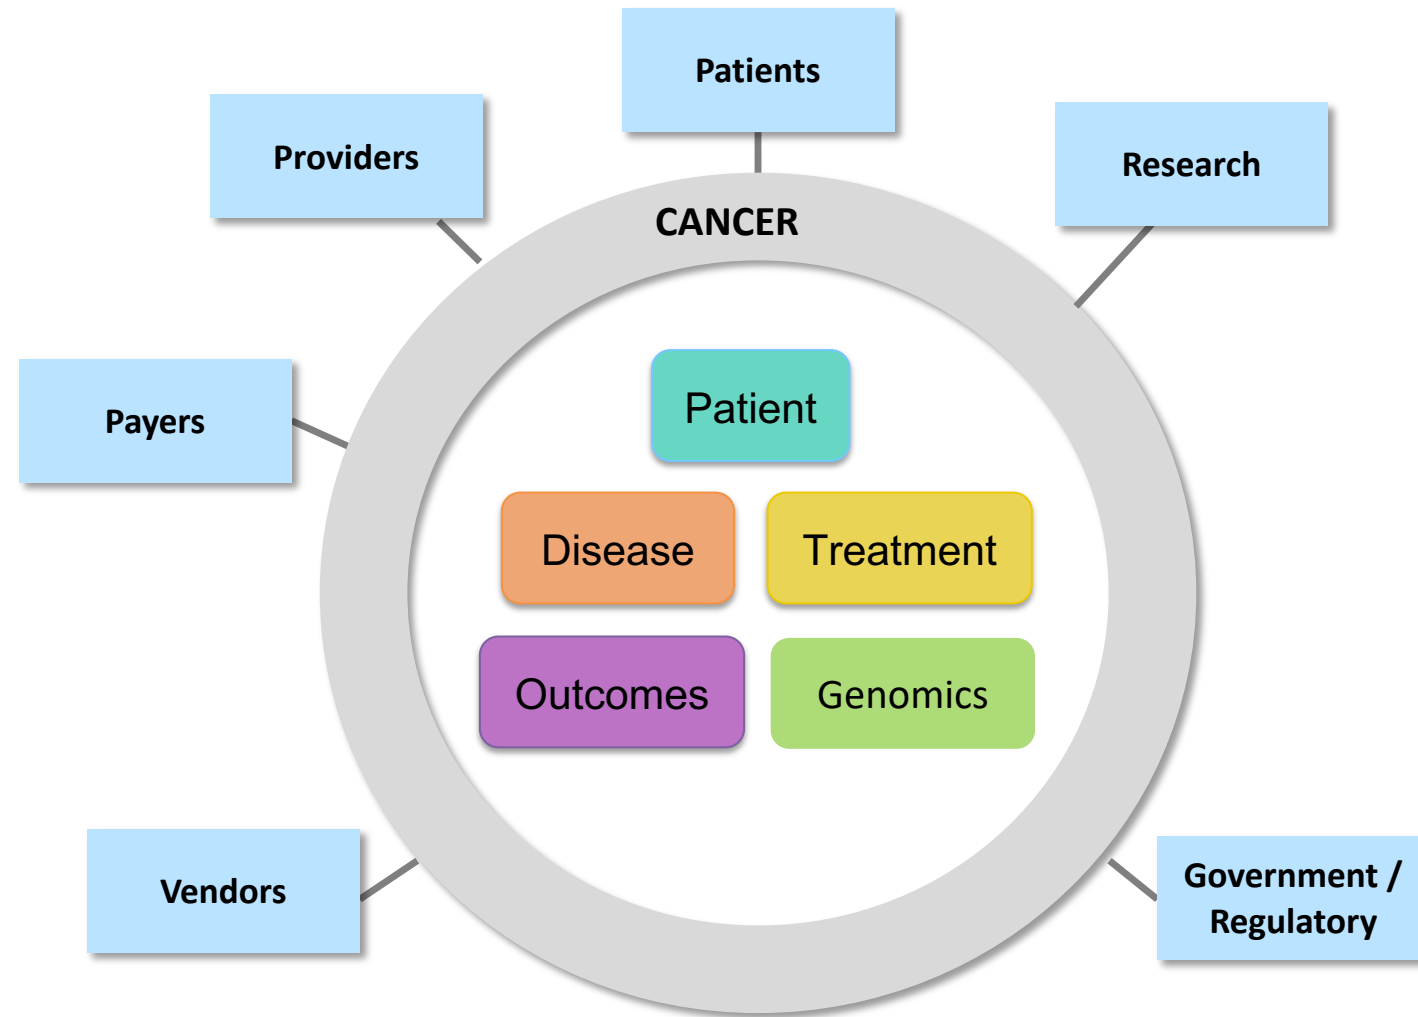 Patients
Providers
Research
CANCER
Payers
Patient
Disease
Treatment
Outcomes
Genomics
Vendors
Government /
Regulatory